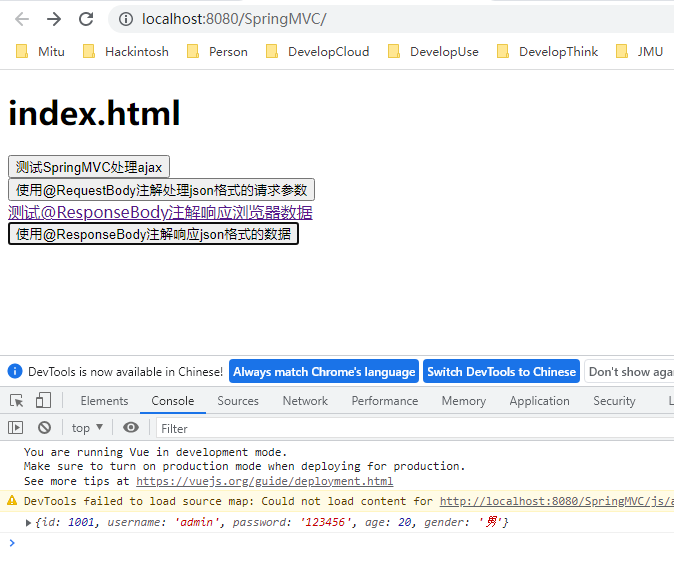 localhost:8080/SpringMVC/
Mitu Hackintosh Person DevelopCloud DevelopUse DevelopThink JMU
index.html
测试SpringMVC处理ajax
使用@RequestBody注解处理json格式的请求参数
测试@ResponseBody注解响应浏览器数据
使用@ResponseBody注解响应json格式的数据
DevTools is now available in Chinese! Always match Chrome's language Switch DevTools to Chinese Don't show aga
Elements Console Sources Network Performance Memory Application Security L
top Filter
You are running Vue in development mode.
Make sure to turn on production mode when deploying for production.
See more tips at https://vuejs.org/guide/deployment.html
DevTools failed to load source map: Could not load content for http://localhost:8080/SpringMVC/js/a
{id: 1001, username: 'admin', password: '123456', age: 20, gender: '男'}